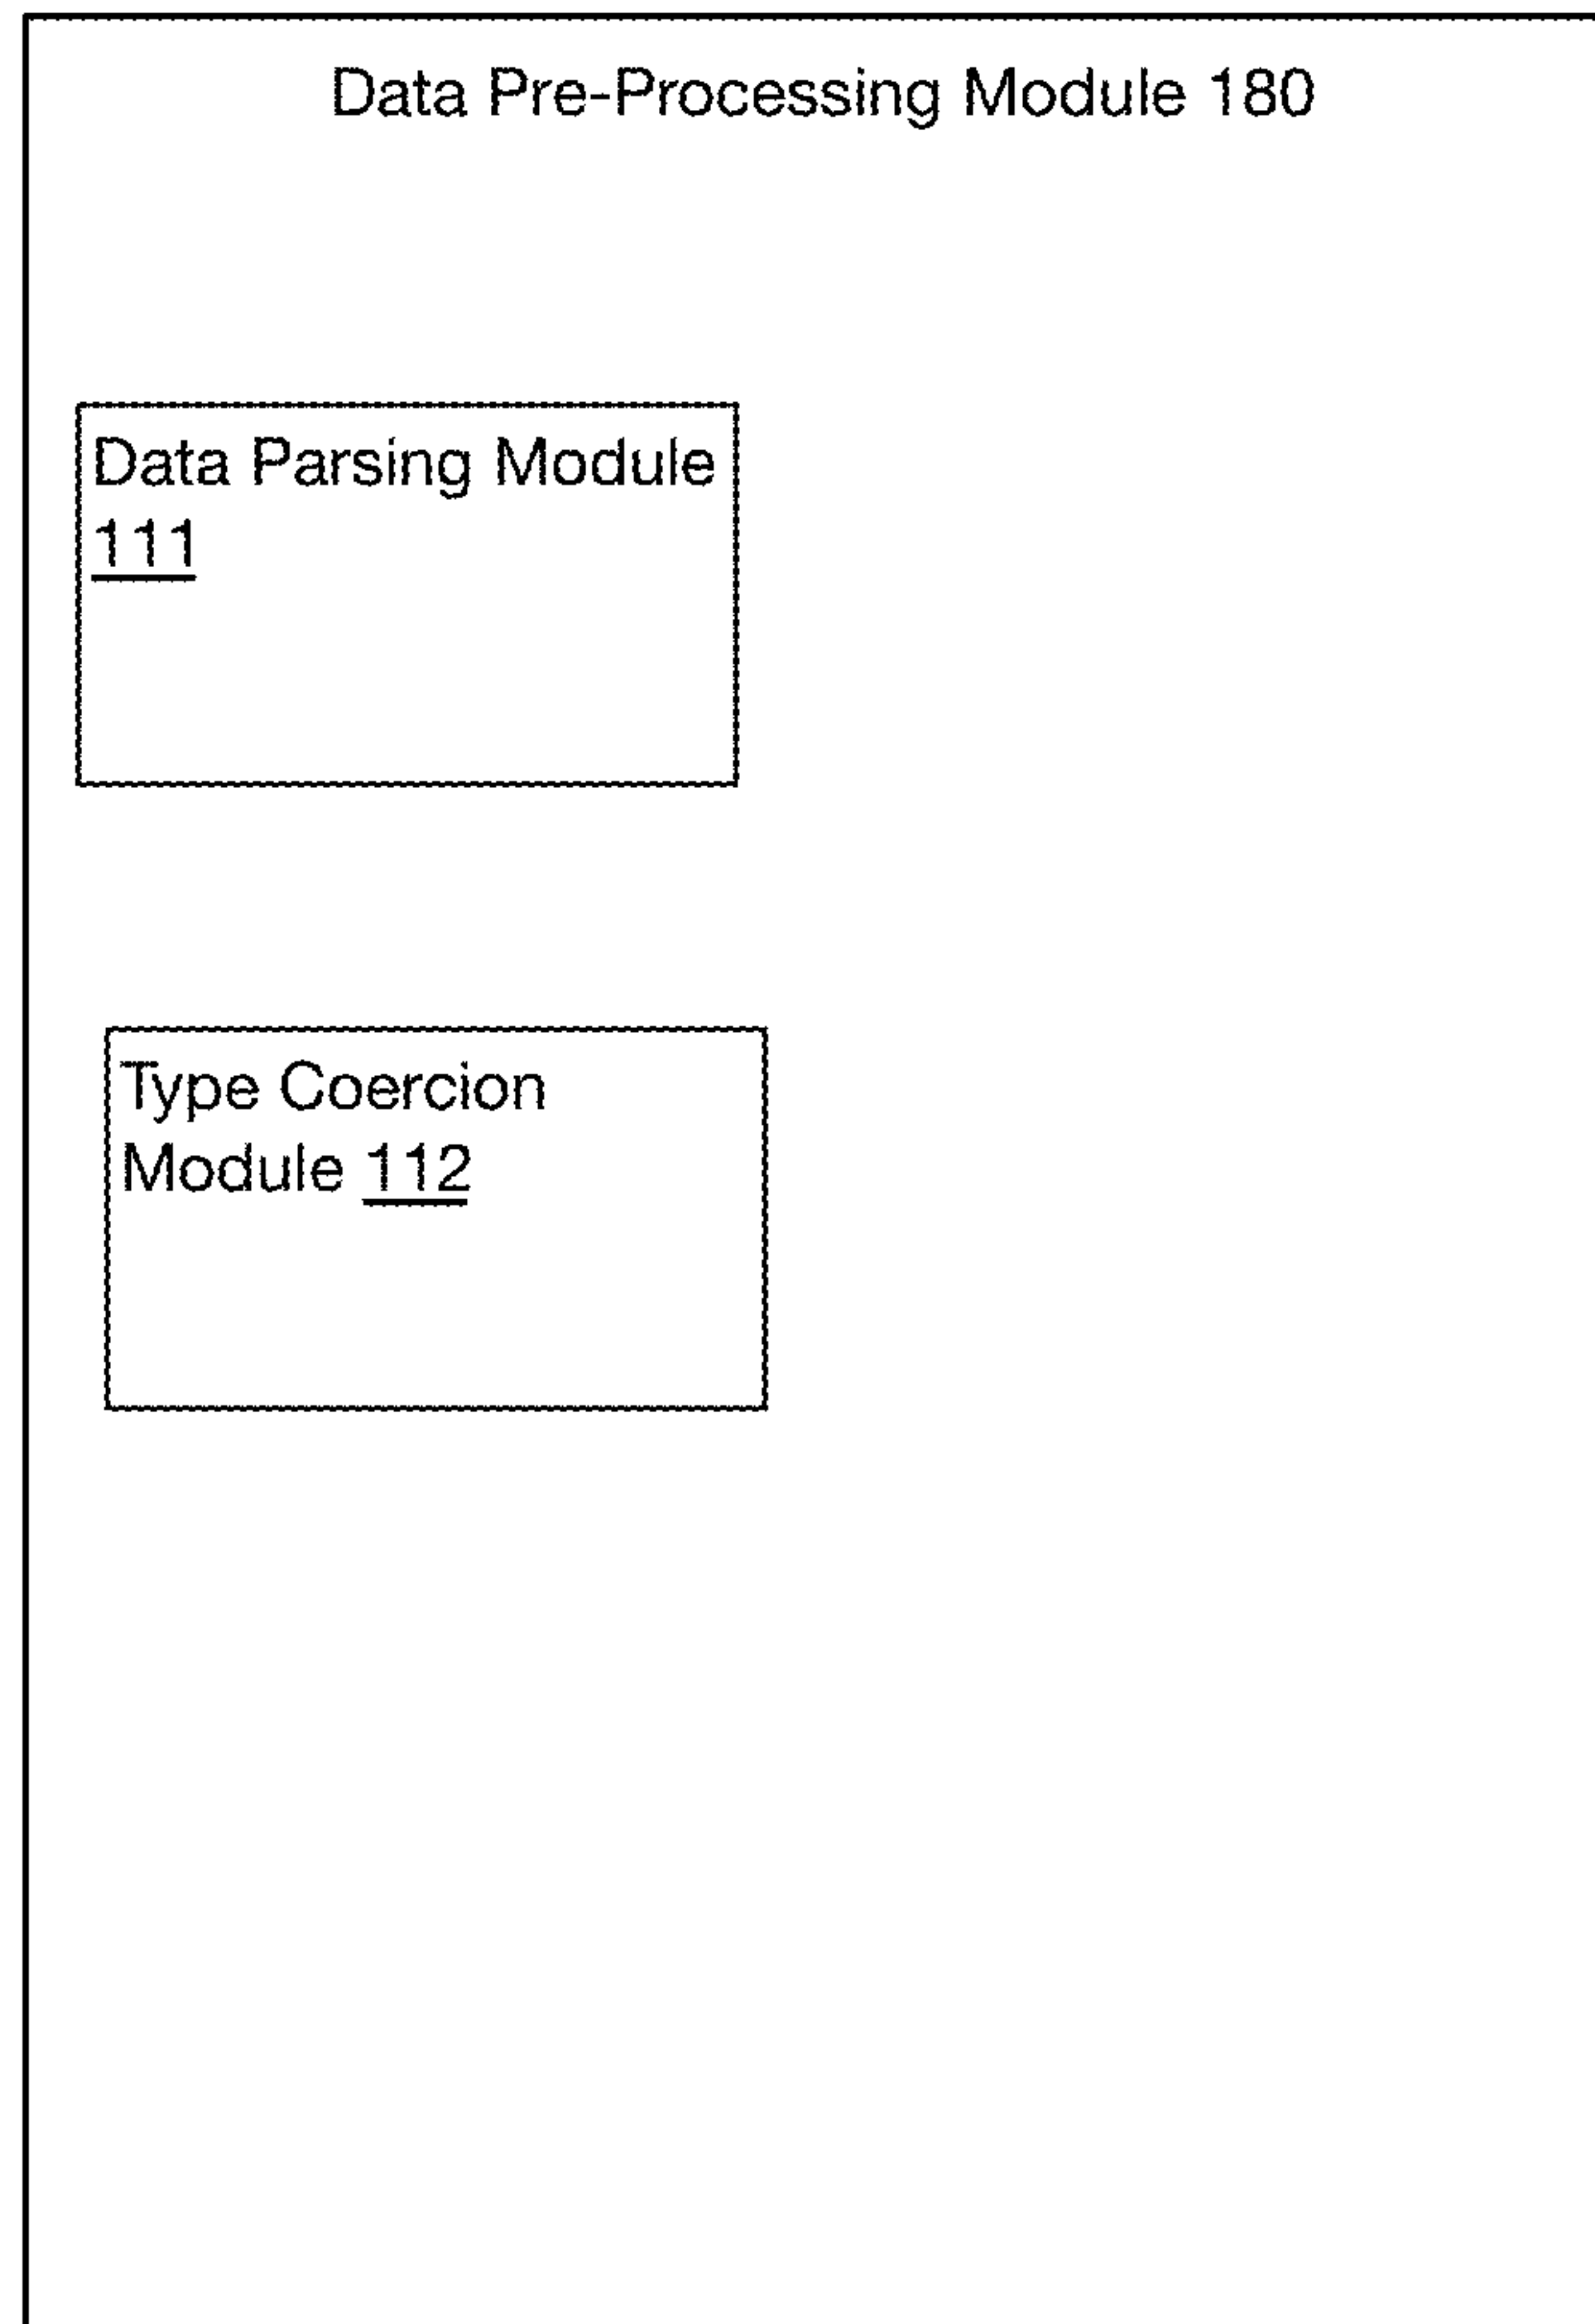 Data Pre-Processing Module 180
Data Parsing Module
111
Type Coercion
Module 112